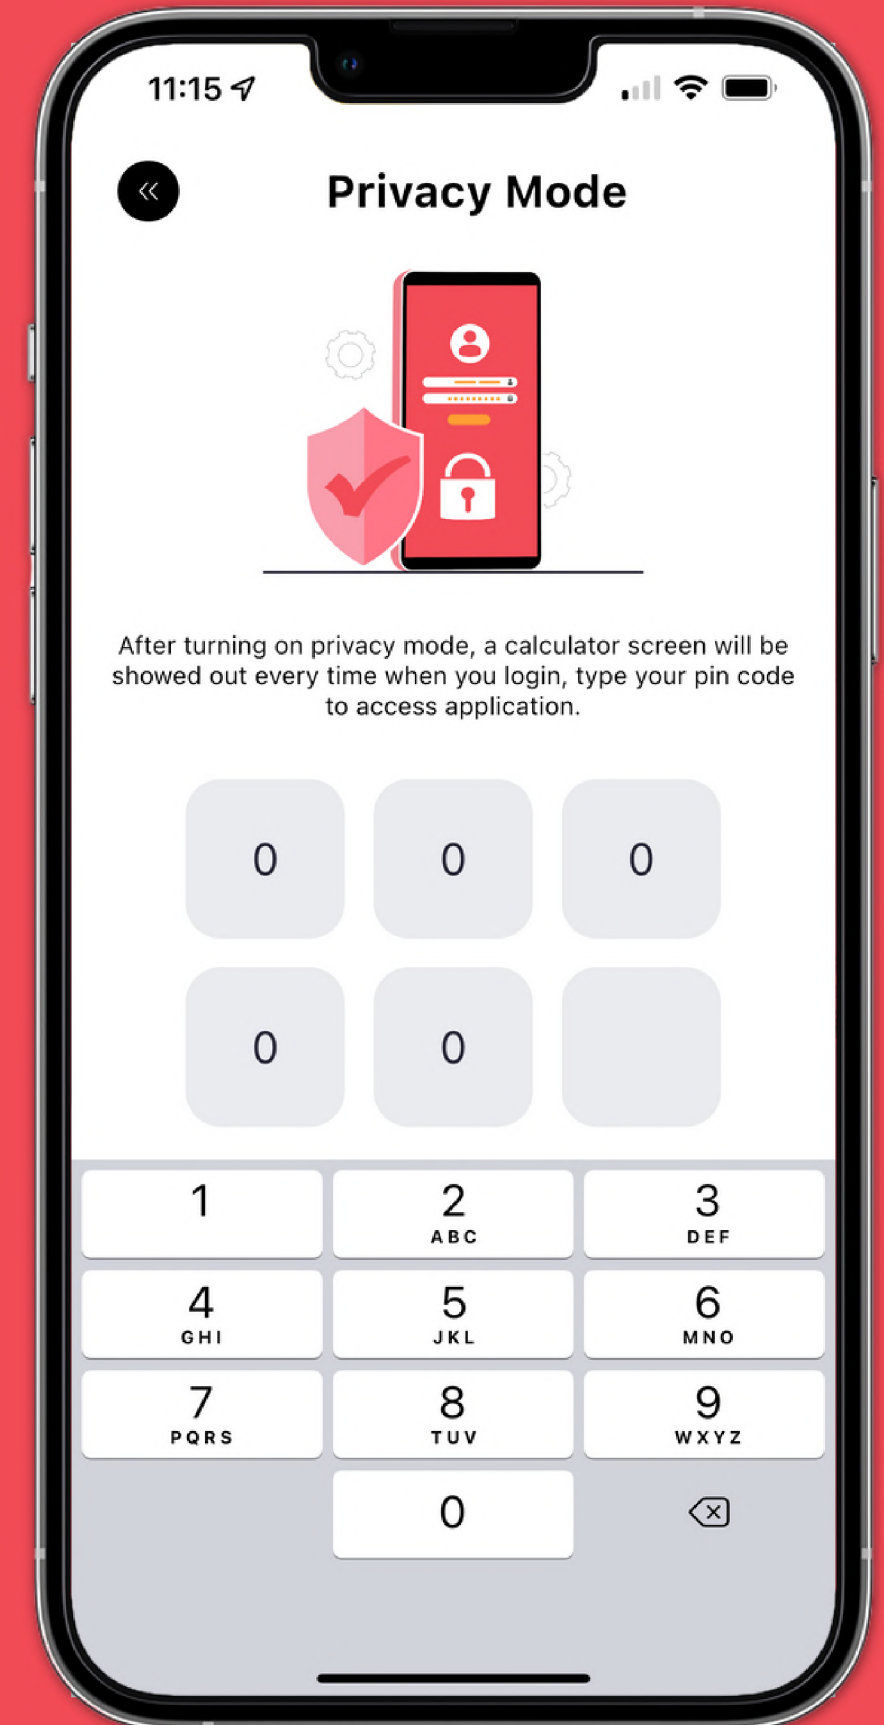 11:15
Privacy Mode
After turning on privacy mode, a calculator screen will be
showed out every time when you login, type your pin code
to access application.
0 0 0
0 0
1 2 3
ABC DEF
4 5 6
GHI JKL MNO
7 8 9
PQRS TUV WXYZ
0